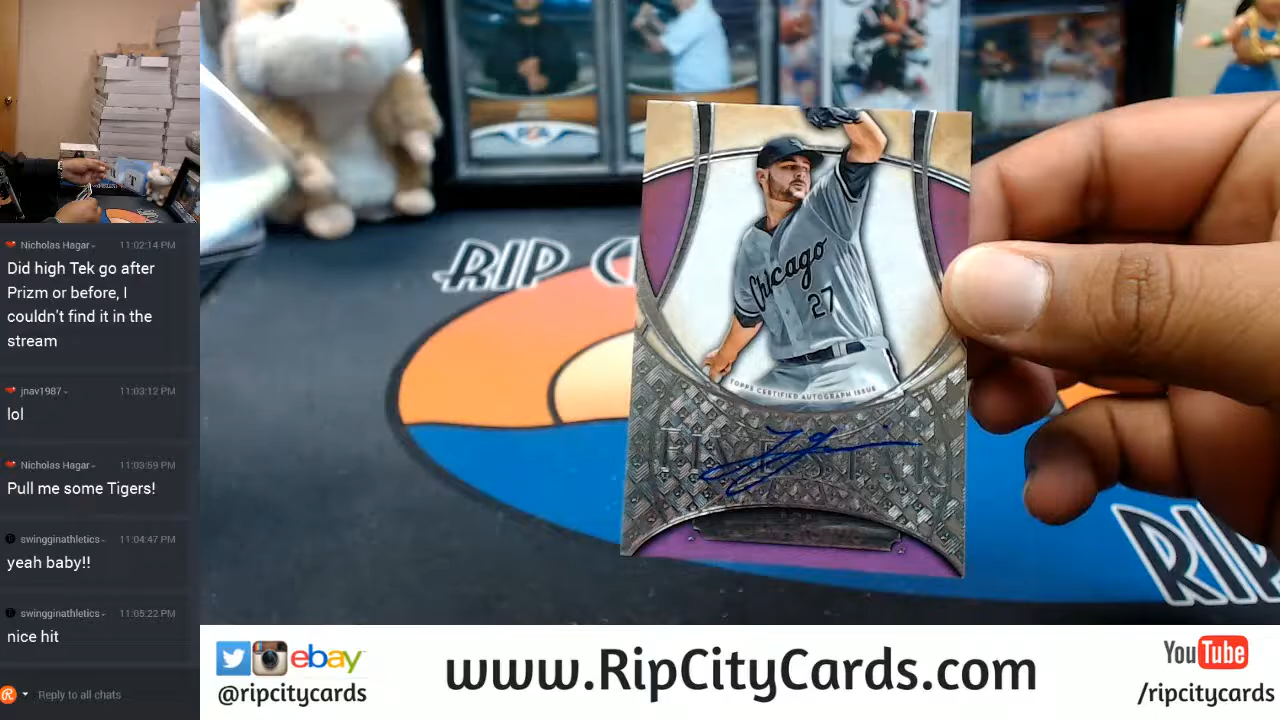 Nicholas Hagar
11:02:14 PM
Did high Tek go after
Prizm or before, I
couldn't find it in the
stream
jnav1987
11:03:12 PM
lol
Nicholas Hagar
11:03:59 PM
Pull me some Tigers!
swingginathletics
11:04:47 PM
yeah baby!!
swingginathletics
11:05:22 PM
nice hit
Reply to all chats...
RIP C
Chicago
27
TOPPS CERTIFIED AUTOGRAPH ISSUE
FIVE STAR
RIP
ebay
@ripcitycards
www.RipCityCards.com
YouTube
/ripcitycards